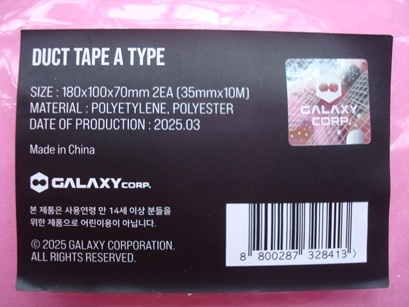 DUCT TAPE A TYPE
SIZE : 180x100x70mm 2EA (35mmx10M)
MATERIAL : POLYETYLENE, POLYESTER
DATE OF PRODUCTION : 2025.03
Made in China
GALAXY CORP.
GALAXY CORP.
본 제품은 사용연령 만 14세 이상 분들을
위한 제품으로 어린이용이 아닙니다.
© 2025 GALAXY CORPORATION.
ALL RIGHTS RESERVED.
8 800287 328413 >